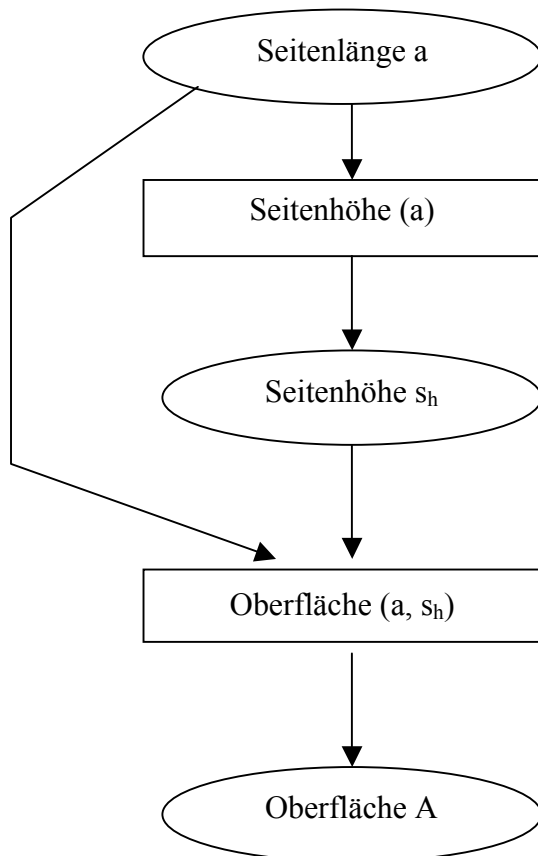 Seitenlänge a
Seitenhöhe (a)
Seitenhöhe sₕ
Oberfläche (a, sₕ)
Oberfläche A